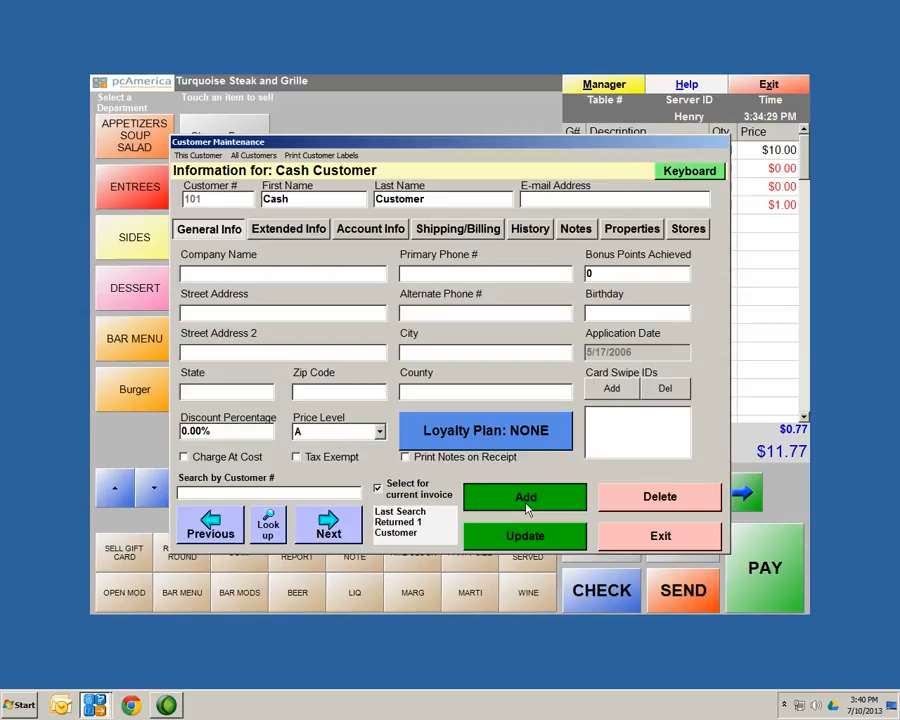 pcAmerica
Turquoise Steak and Grille
Manager
Help
Exit
Select a
Department
Touch an item to sell
Table #
Server ID
Time
Henry
3:34:29 PM
APPETIZERS
SOUP
SALAD
G#
Description
Qty
Price
Customer Maintenance
This Customer
All Customers
Print Customer Labels
$10.00
Information for: Cash Customer
Keyboard
$0.00
ENTREES
Customer #
First Name
Last Name
E-mail Address
$0.00
101
Cash
Customer
$1.00
General Info
Extended Info
Account Info
Shipping/Billing
History
Notes
Properties
Stores
SIDES
Company Name
Primary Phone #
Bonus Points Achieved
0
DESSERT
Street Address
Alternate Phone #
Birthday
Street Address 2
City
Application Date
BAR MENU
5/17/2006
State
Zip Code
County
Card Swipe IDs
Burger
Add
Del
Discount Percentage
Price Level
0.00%
A
Loyalty Plan: NONE
$0.77
$11.77
Charge At Cost
Tax Exempt
Print Notes on Receipt
Search by Customer #
Select for
current invoice
Add
Delete
Last Search
Returned 1
Customer
Previous
Look
up
Next
Update
Exit
SELL GIFT
CARD
ROUND
REPORT
NOTE
SERVED
PAY
OPEN MOD
BAR MENU
BAR MODS
BEER
LIQ
MARG
MARTI
WINE
CHECK
SEND
Start
3:40 PM
7/10/2013